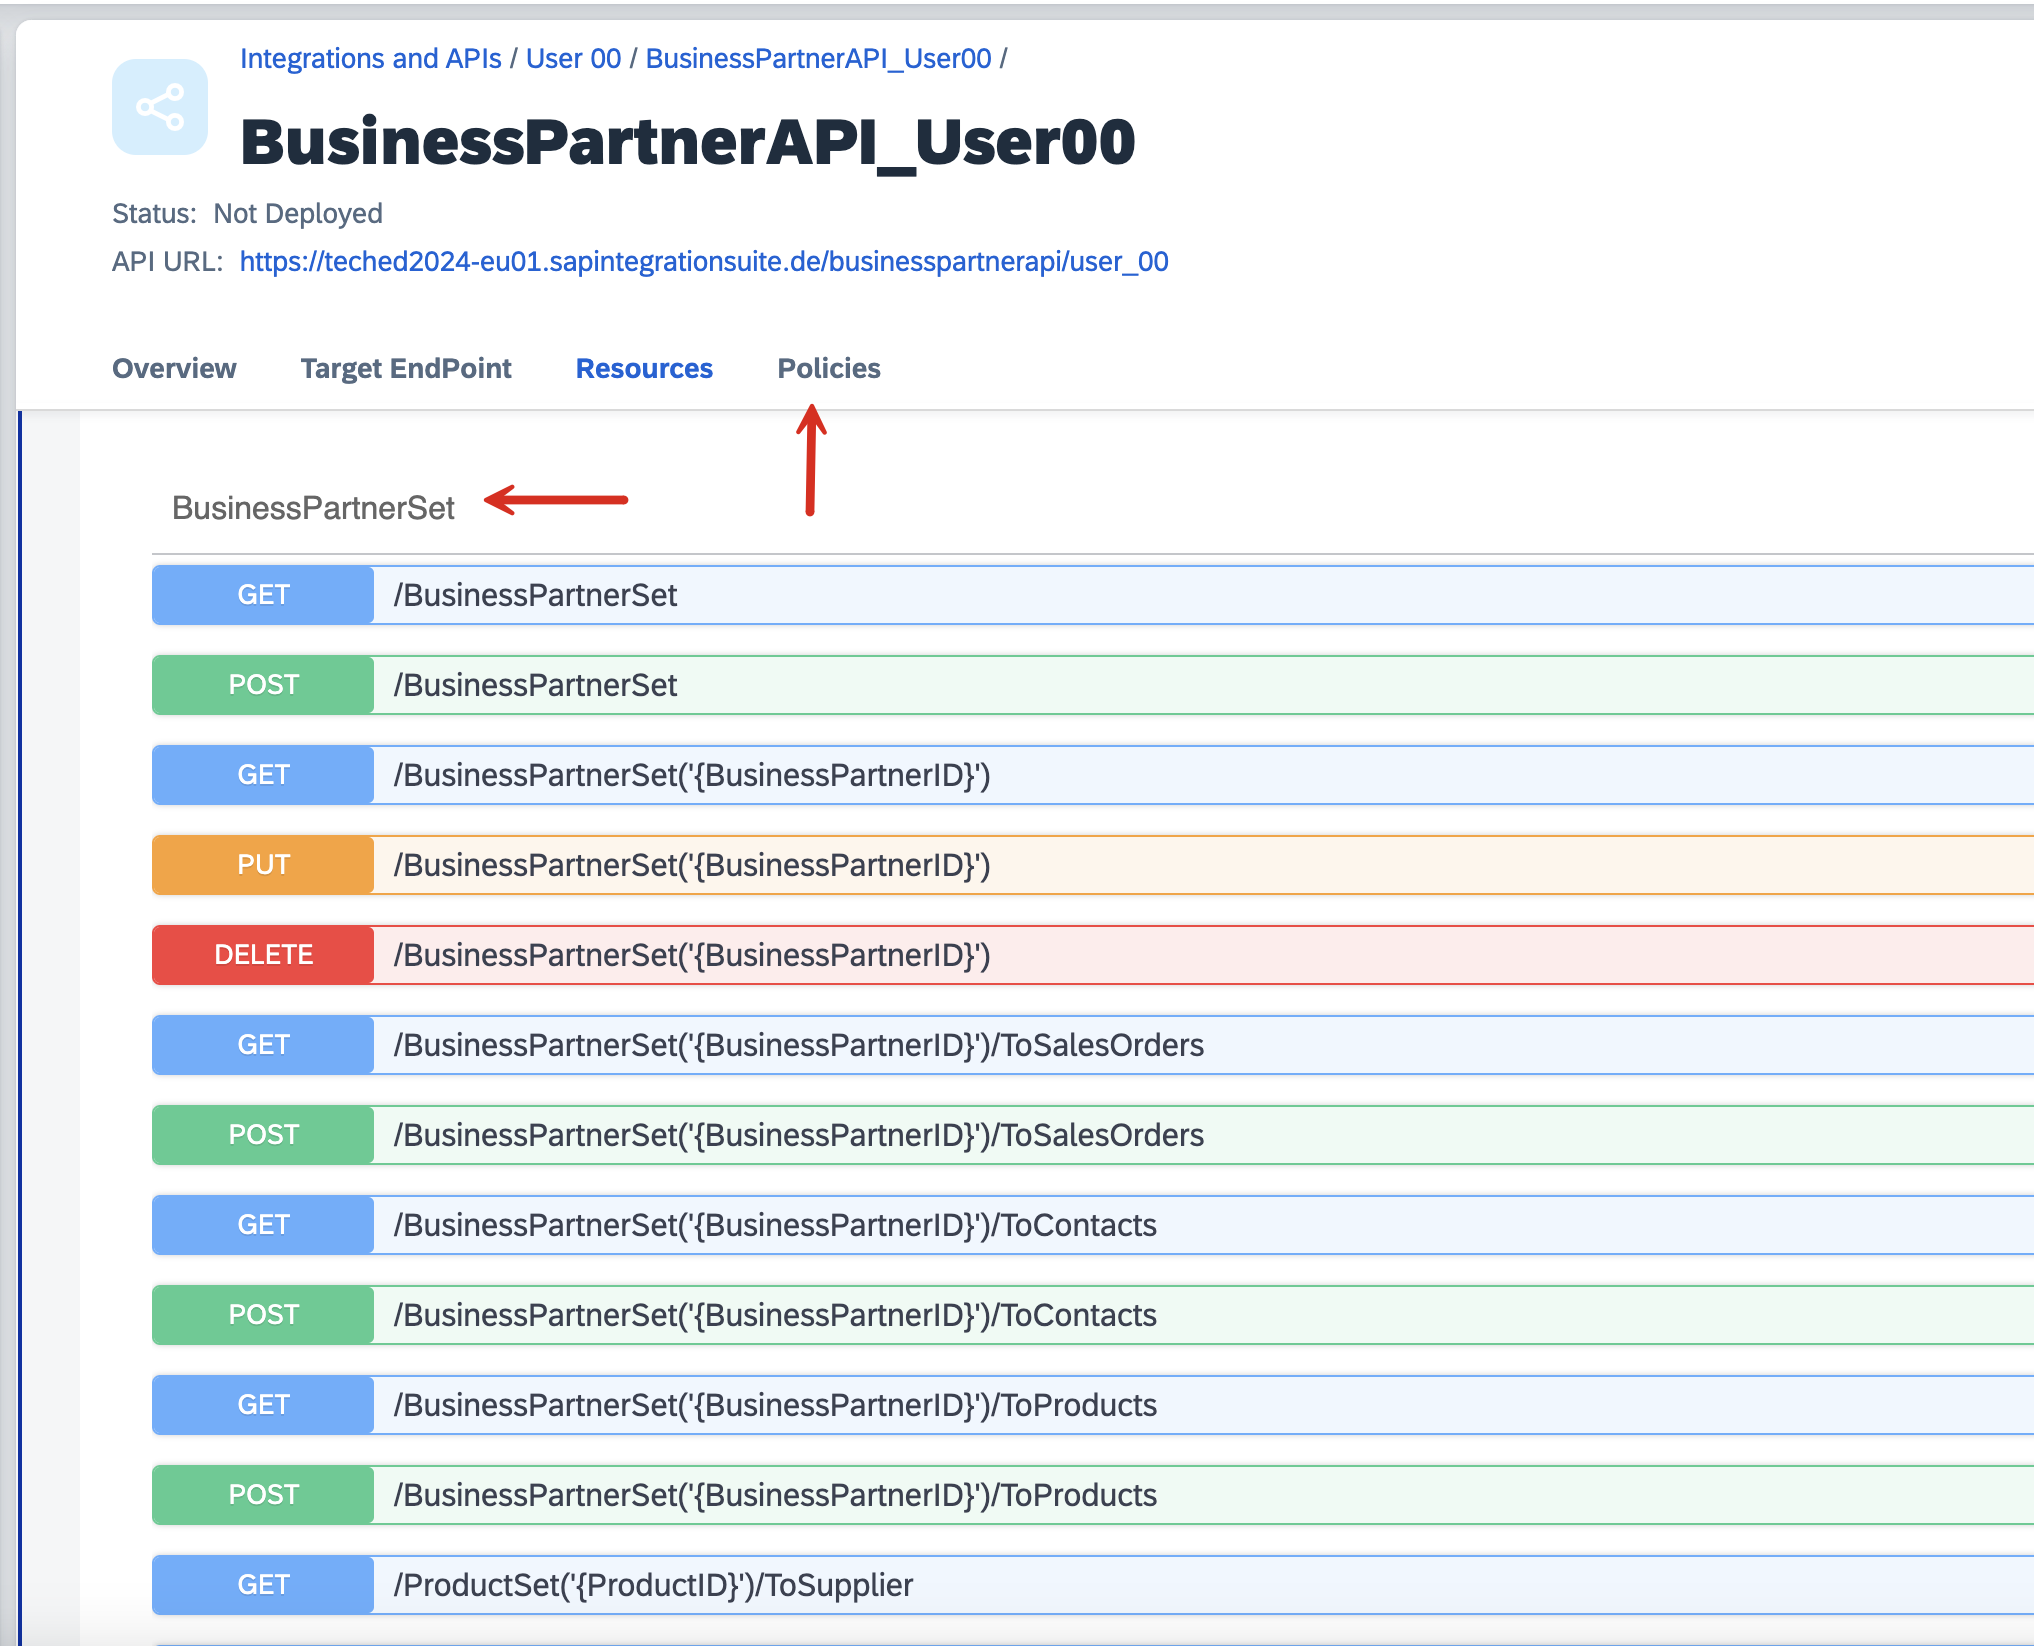 Integrations and APIs / User 00 / BusinessPartnerAPI_User00 /
BusinessPartnerAPI_User00
Status: Not Deployed
API URL: https://teched2024-eu01.sapintegrationsuite.de/businesspartnerapi/user_00
Overview Target EndPoint Resources Policies
BusinessPartnerSet
GET /BusinessPartnerSet
POST /BusinessPartnerSet
GET /BusinessPartnerSet('{BusinessPartnerID}')
PUT /BusinessPartnerSet('{BusinessPartnerID}')
DELETE /BusinessPartnerSet('{BusinessPartnerID}')
GET /BusinessPartnerSet('{BusinessPartnerID}')/ToSalesOrders
POST /BusinessPartnerSet('{BusinessPartnerID}')/ToSalesOrders
GET /BusinessPartnerSet('{BusinessPartnerID}')/ToContacts
POST /BusinessPartnerSet('{BusinessPartnerID}')/ToContacts
GET /BusinessPartnerSet('{BusinessPartnerID}')/ToProducts
POST /BusinessPartnerSet('{BusinessPartnerID}')/ToProducts
GET /ProductSet('{ProductID}')/ToSupplier